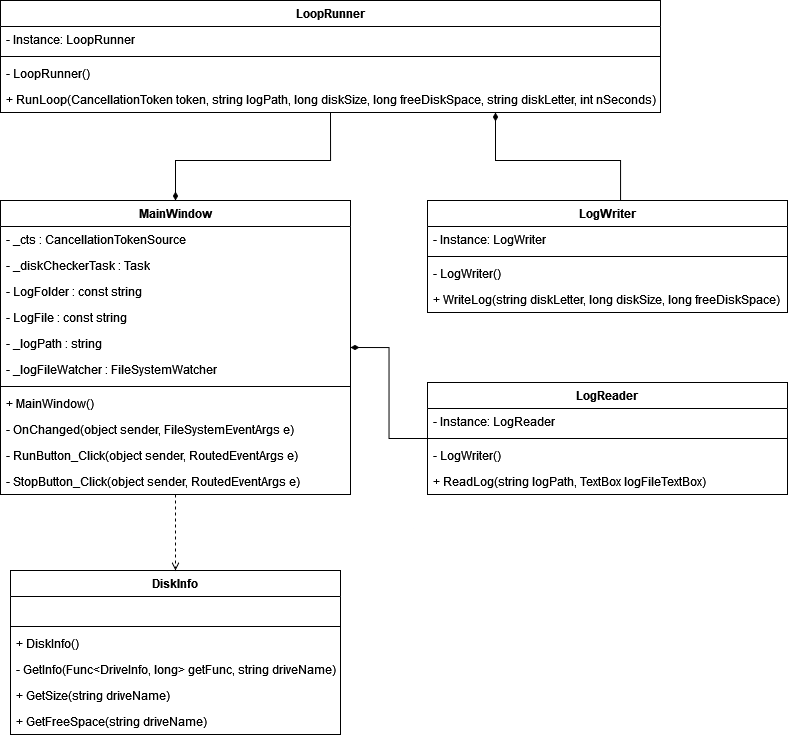 LoopRunner
- Instance: LoopRunner
- LoopRunner()
+ RunLoop(CancellationToken token, string logPath, long diskSize, long freeDiskSpace, string diskLetter, int nSeconds)
MainWindow
- _cts : CancellationTokenSource
- _diskCheckerTask : Task
- LogFolder : const string
- LogFile : const string
- _logPath : string
- _logFileWatcher : FileSystemWatcher
+ MainWindow()
- OnChanged(object sender, FileSystemEventArgs e)
- RunButton_Click(object sender, RoutedEventArgs e)
- StopButton_Click(object sender, RoutedEventArgs e)
LogWriter
- Instance: LogWriter
- LogWriter()
+ WriteLog(string diskLetter, long diskSize, long freeDiskSpace)
LogReader
- Instance: LogReader
- LogWriter()
+ ReadLog(string logPath, TextBox logFileTextBox)
DiskInfo
+ DiskInfo()
- GetInfo(Func<DriveInfo, long> getFunc, string driveName)
+ GetSize(string driveName)
+ GetFreeSpace(string driveName)